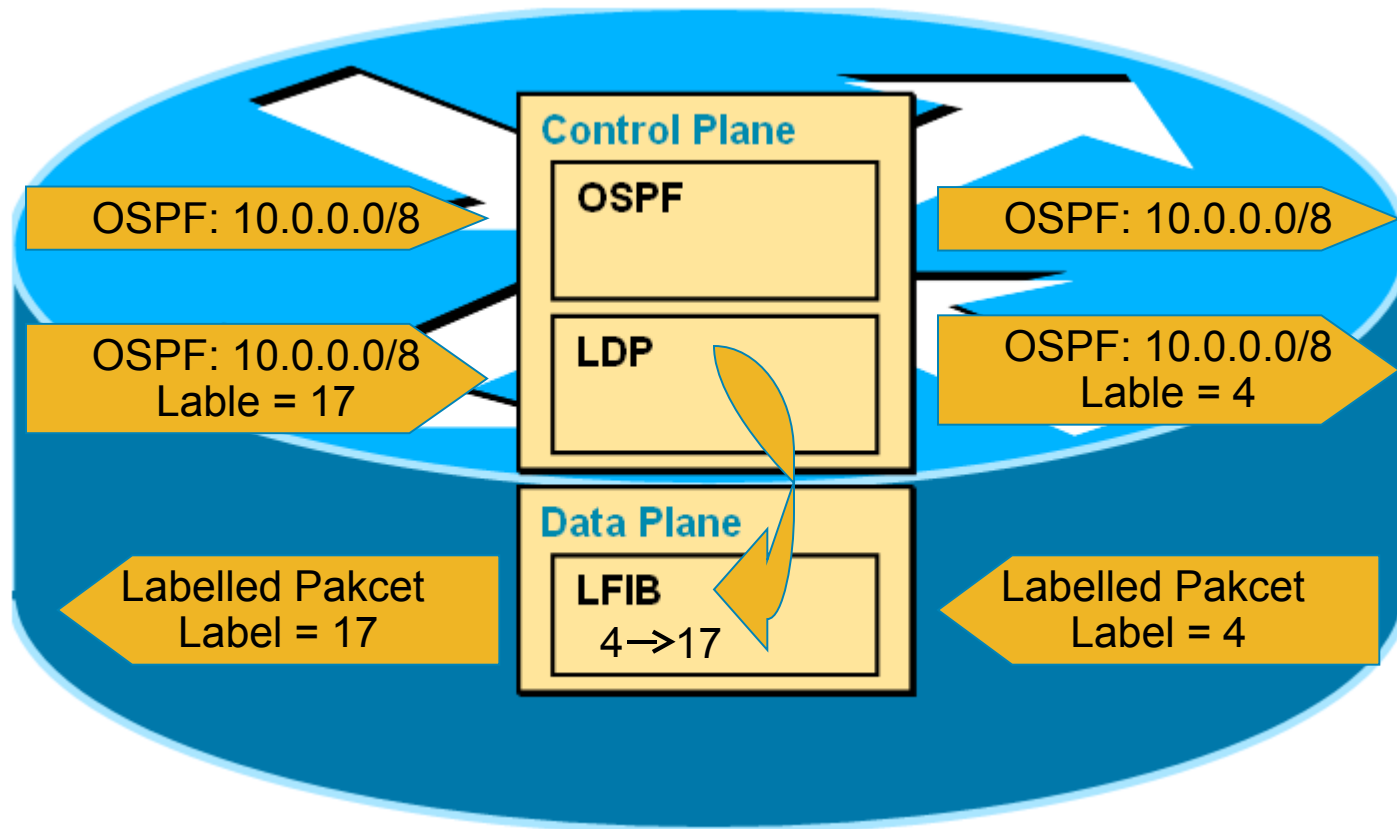 Control Plane
OSPF
OSPF: 10.0.0.0/8
OSPF: 10.0.0.0/8
LDP
OSPF: 10.0.0.0/8
Lable = 17
OSPF: 10.0.0.0/8
Lable = 4
Data Plane
Labelled Pakcet
Label = 17
LFIB
4→17
Labelled Pakcet
Label = 4